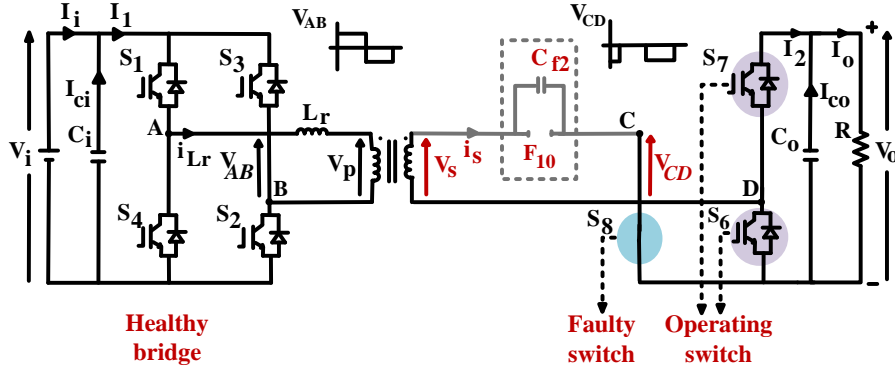 I_i I_1 V_AB V_CD + 
S_1 S_3 C_f2 S_7 I_2 I_o
I_ci L_r I_co
A C C_o R
V_i C_i i_Lr V_AB V_p V_s i_s F_10 V_CD V_o
B D
S_4 S_2 S_8 S_6
−
Healthy
bridge
Faulty
switch
Operating
switch